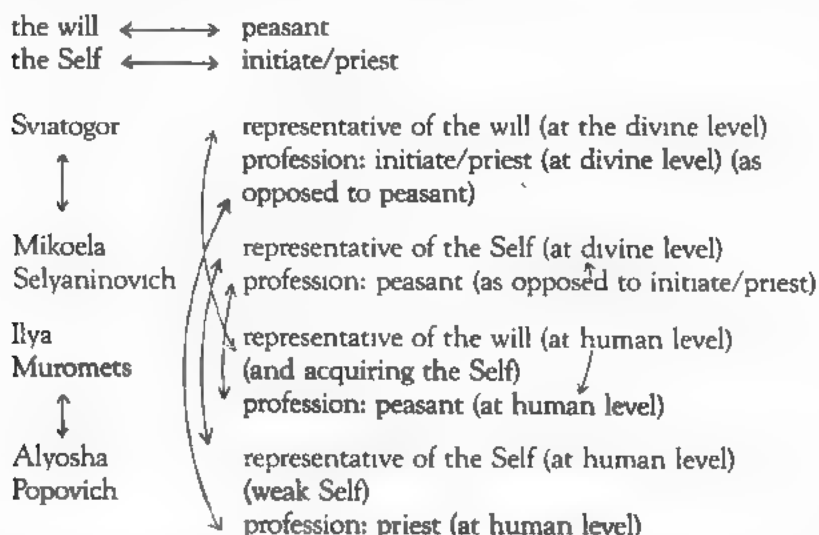 the will ⟷ peasant
the Self ⟷ initiate/priest
Sviatogor representative of the will (at the divine level)
profession: initiate/priest (at divine level) (as
opposed to peasant)
Mikoela representative of the Self (at divine level)
Selyaninovich profession: peasant (as opposed to initiate/priest)
Ilya representative of the will (at human level)
Muromets (and acquiring the Self)
profession: peasant (at human level)
Alyosha representative of the Self (at human level)
Popovich (weak Self)
profession: priest (at human level)